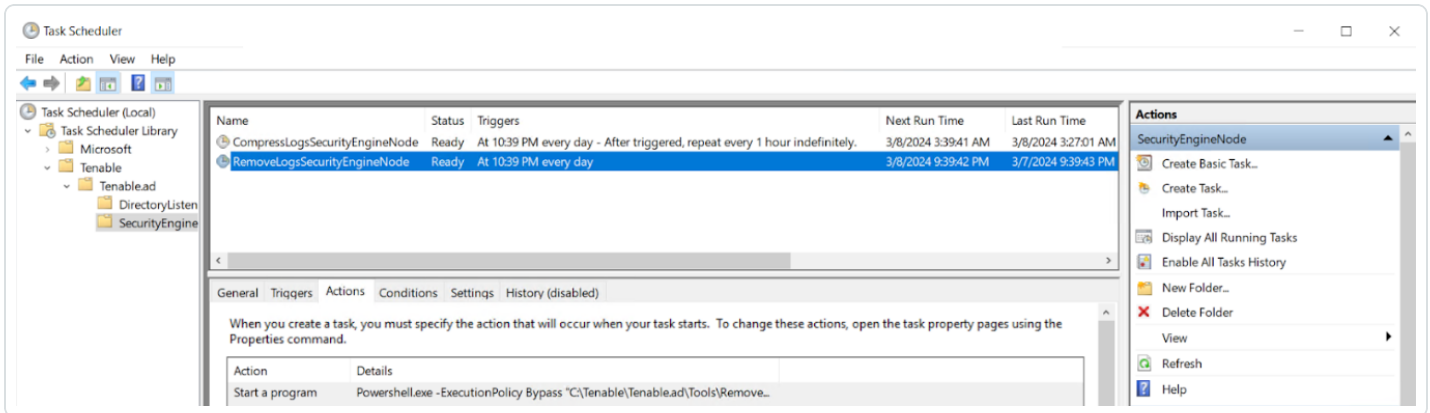 Task Scheduler
File Action View Help
Task Scheduler (Local)
Task Scheduler Library
Microsoft
Tenable
Tenable.ad
DirectoryListen
SecurityEngine
Name Status Triggers Next Run Time Last Run Time
CompressLogsSecurityEngineNode Ready At 10:39 PM every day - After triggered, repeat every 1 hour indefinitely. 3/8/2024 3:39:41 AM 3/8/2024 3:27:01 AM
RemoveLogsSecurityEngineNode Ready At 10:39 PM every day 3/8/2024 9:39:42 PM 3/7/2024 9:39:43 PM
General Triggers Actions Conditions Settings History (disabled)
When you create a task, you must specify the action that will occur when your task starts. To change these actions, open the task property pages using the
Properties command.
Action Details
Start a program Powershell.exe -ExecutionPolicy Bypass "C:\Tenable\Tenable.ad\Tools\Remove...
Actions
SecurityEngineNode
Create Basic Task...
Create Task...
Import Task...
Display All Running Tasks
Enable All Tasks History
New Folder...
Delete Folder
View
Refresh
Help